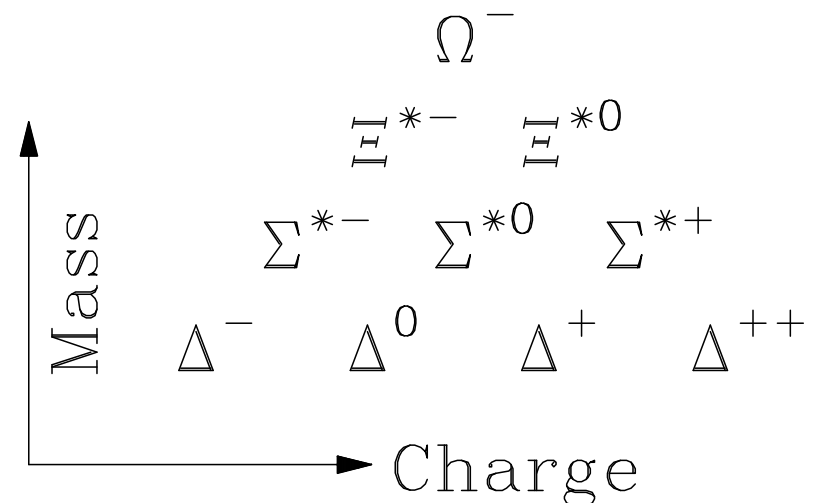 Ω⁻
Ξ*⁻ Ξ*⁰
Σ*⁻ Σ*⁰ Σ*⁺
Δ⁻ Δ⁰ Δ⁺ Δ⁺⁺
Mass
Charge